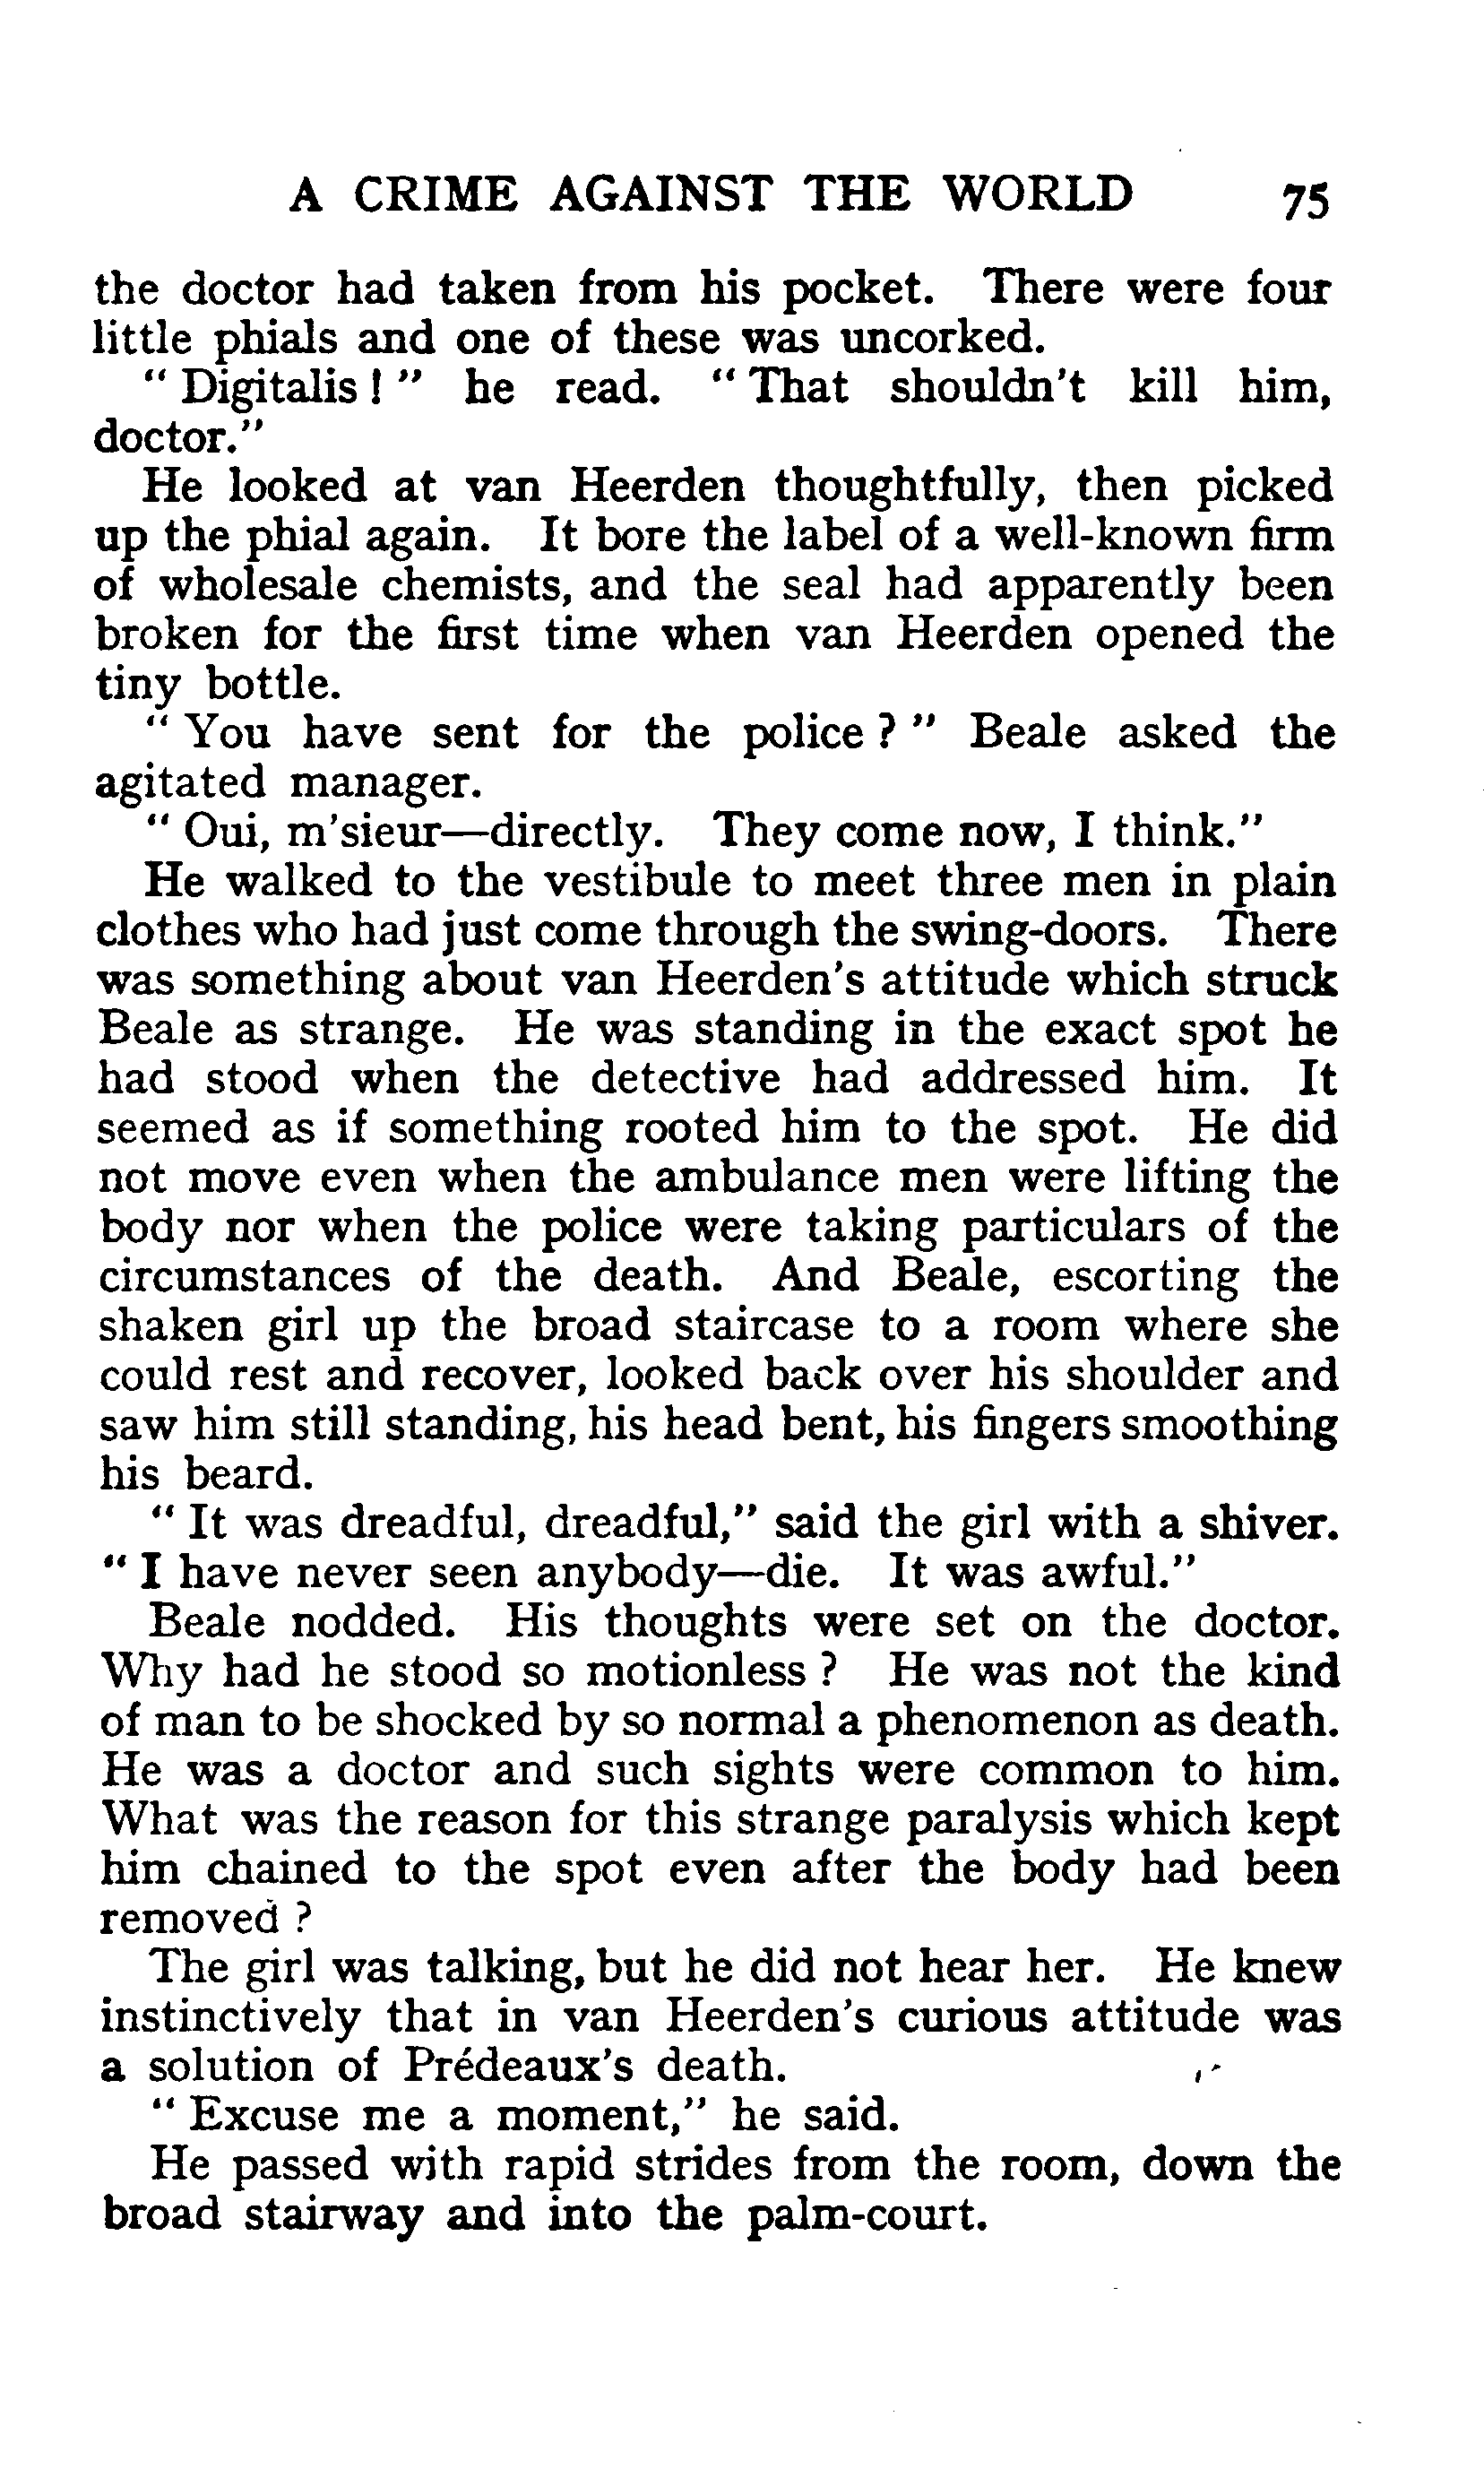 A CRIME AGAINST THE WORLD 75
the doctor had taken from his pocket. There were four
little phials and one of these was uncorked.
" Digitalis ! " he read. " That shouldn't kill him,
doctor."
He looked at van Heerden thoughtfully, then picked
up the phial again. It bore the label of a well-known firm
of wholesale chemists, and the seal had apparently been
broken for the first time when van Heerden opened the
tiny bottle.
" You have sent for the police ? " Beale asked the
agitated manager.
" Oui, m'sieur—directly. They come now, I think."
He walked to the vestibule to meet three men in plain
clothes who had just come through the swing-doors. There
was something about van Heerden's attitude which struck
Beale as strange. He was standing in the exact spot he
had stood when the detective had addressed him. It
seemed as if something rooted him to the spot. He did
not move even when the ambulance men were lifting the
body nor when the police were taking particulars of the
circumstances of the death. And Beale, escorting the
shaken girl up the broad staircase to a room where she
could rest and recover, looked back over his shoulder and
saw him still standing, his head bent, his fingers smoothing
his beard.
" It was dreadful, dreadful," said the girl with a shiver.
" I have never seen anybody—die. It was awful."
Beale nodded. His thoughts were set on the doctor.
Why had he stood so motionless ? He was not the kind
of man to be shocked by so normal a phenomenon as death.
He was a doctor and such sights were common to him.
What was the reason for this strange paralysis which kept
him chained to the spot even after the body had been
removed ?
The girl was talking, but he did not hear her. He knew
instinctively that in van Heerden's curious attitude was
a solution of Prédeaux's death.
" Excuse me a moment," he said.
He passed with rapid strides from the room, down the
broad stairway and into the palm-court.